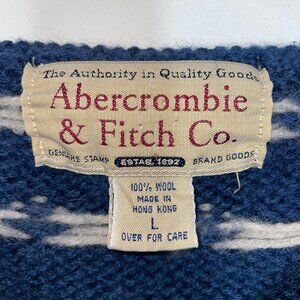 The Authority in Quality Goods
Abercrombie
& Fitch Co.
GENUINE STAMP ESTAB. 1892 BRAND GOODS
100% WOOL
MADE IN
HONG KONG
L
OVER FOR CARE